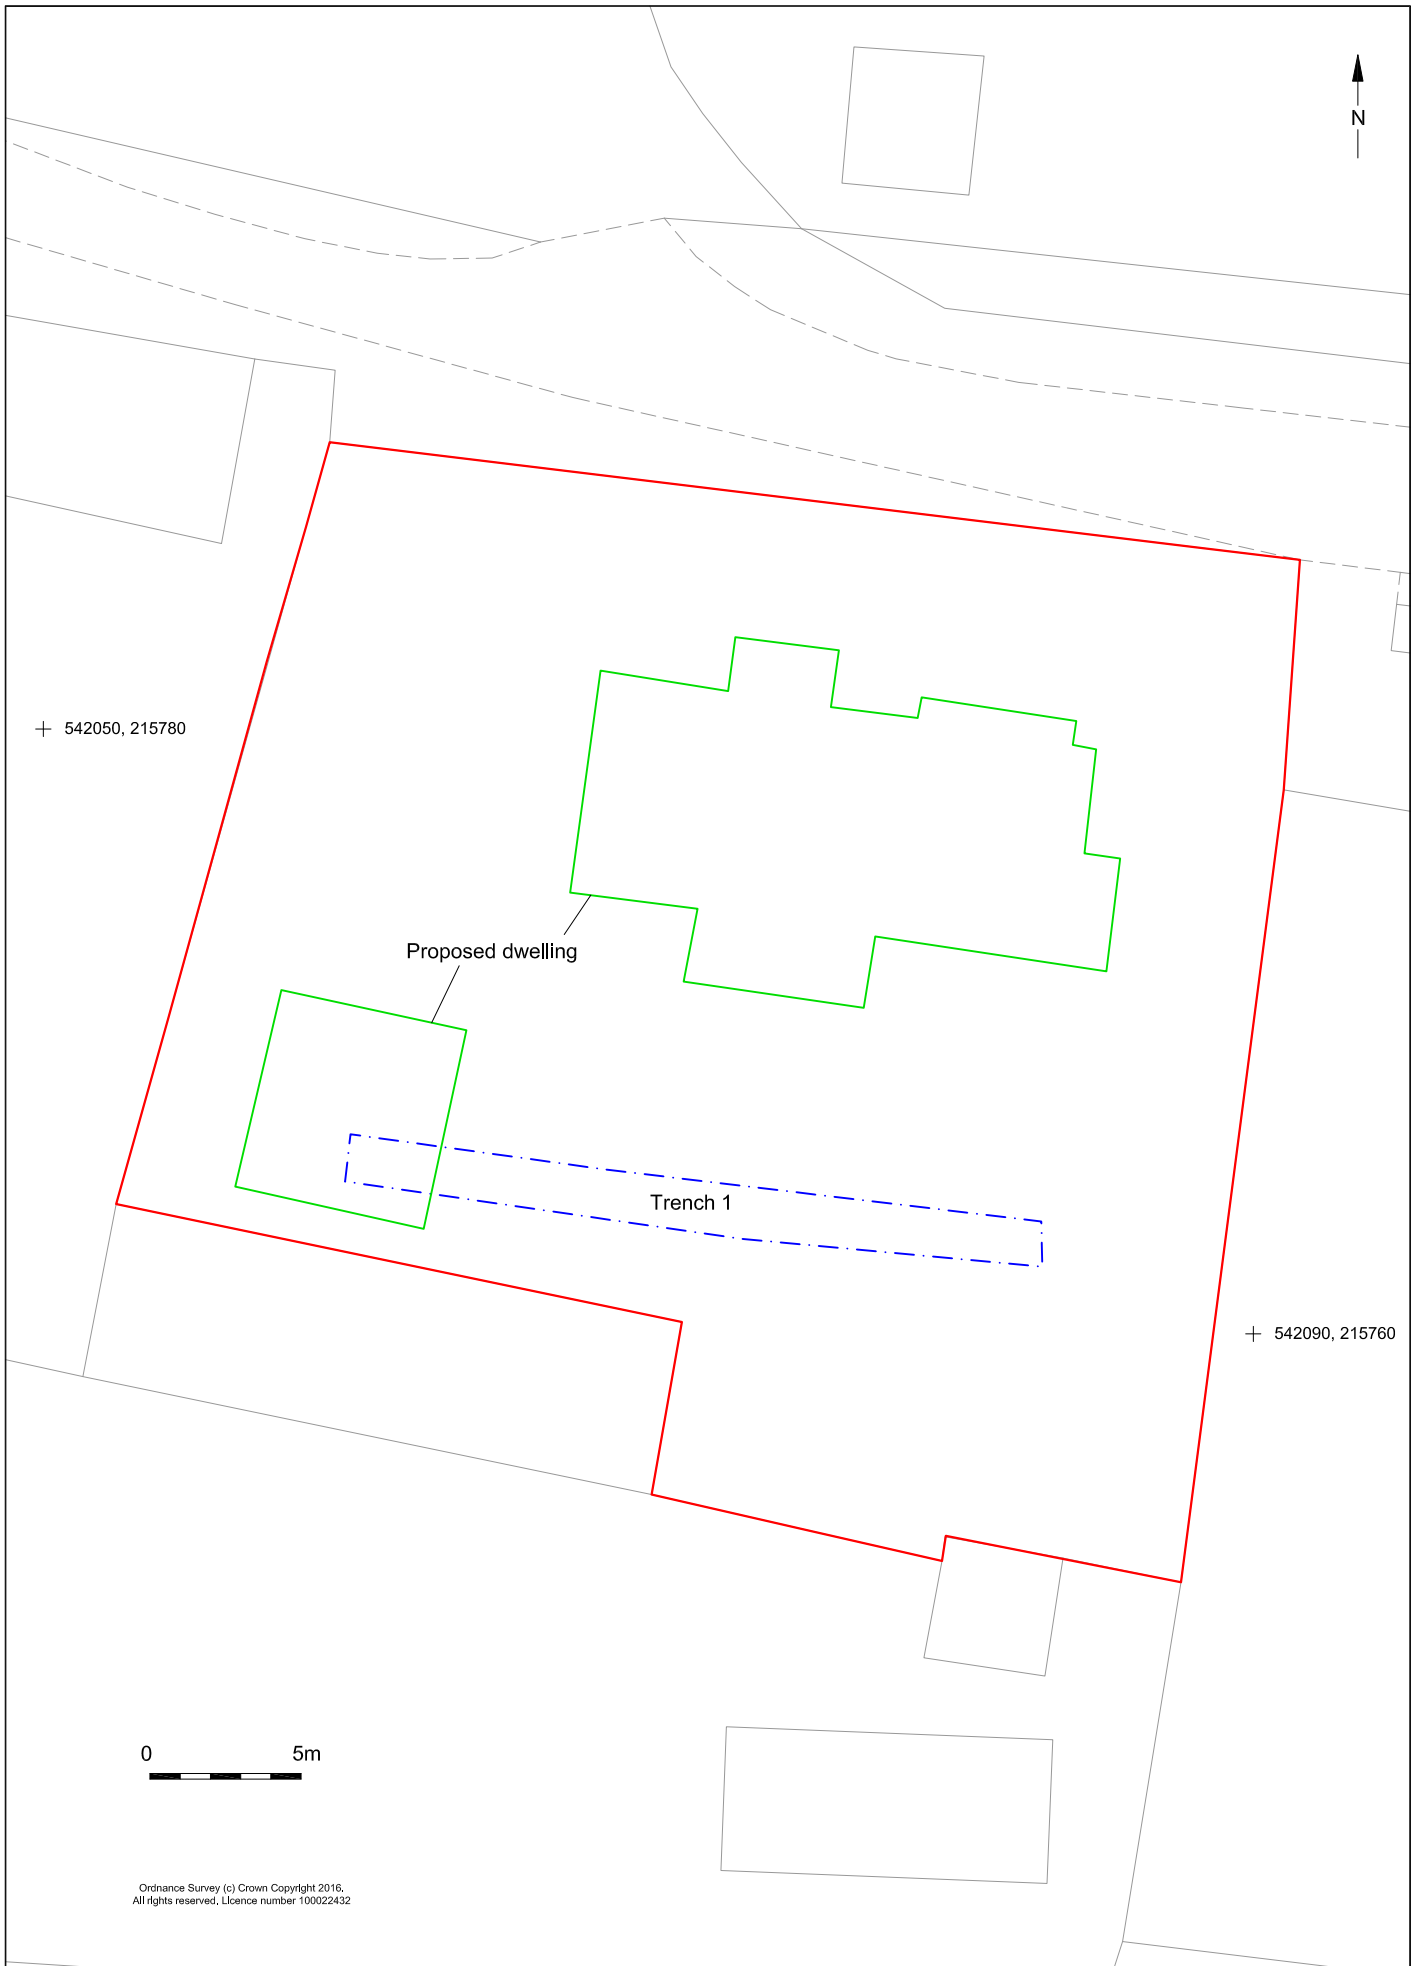 N
542050, 215780
Proposed dwelling
Trench 1
542090, 215760
0 5m
Ordnance Survey (c) Crown Copyright 2016.
All rights reserved. Licence number 100022432